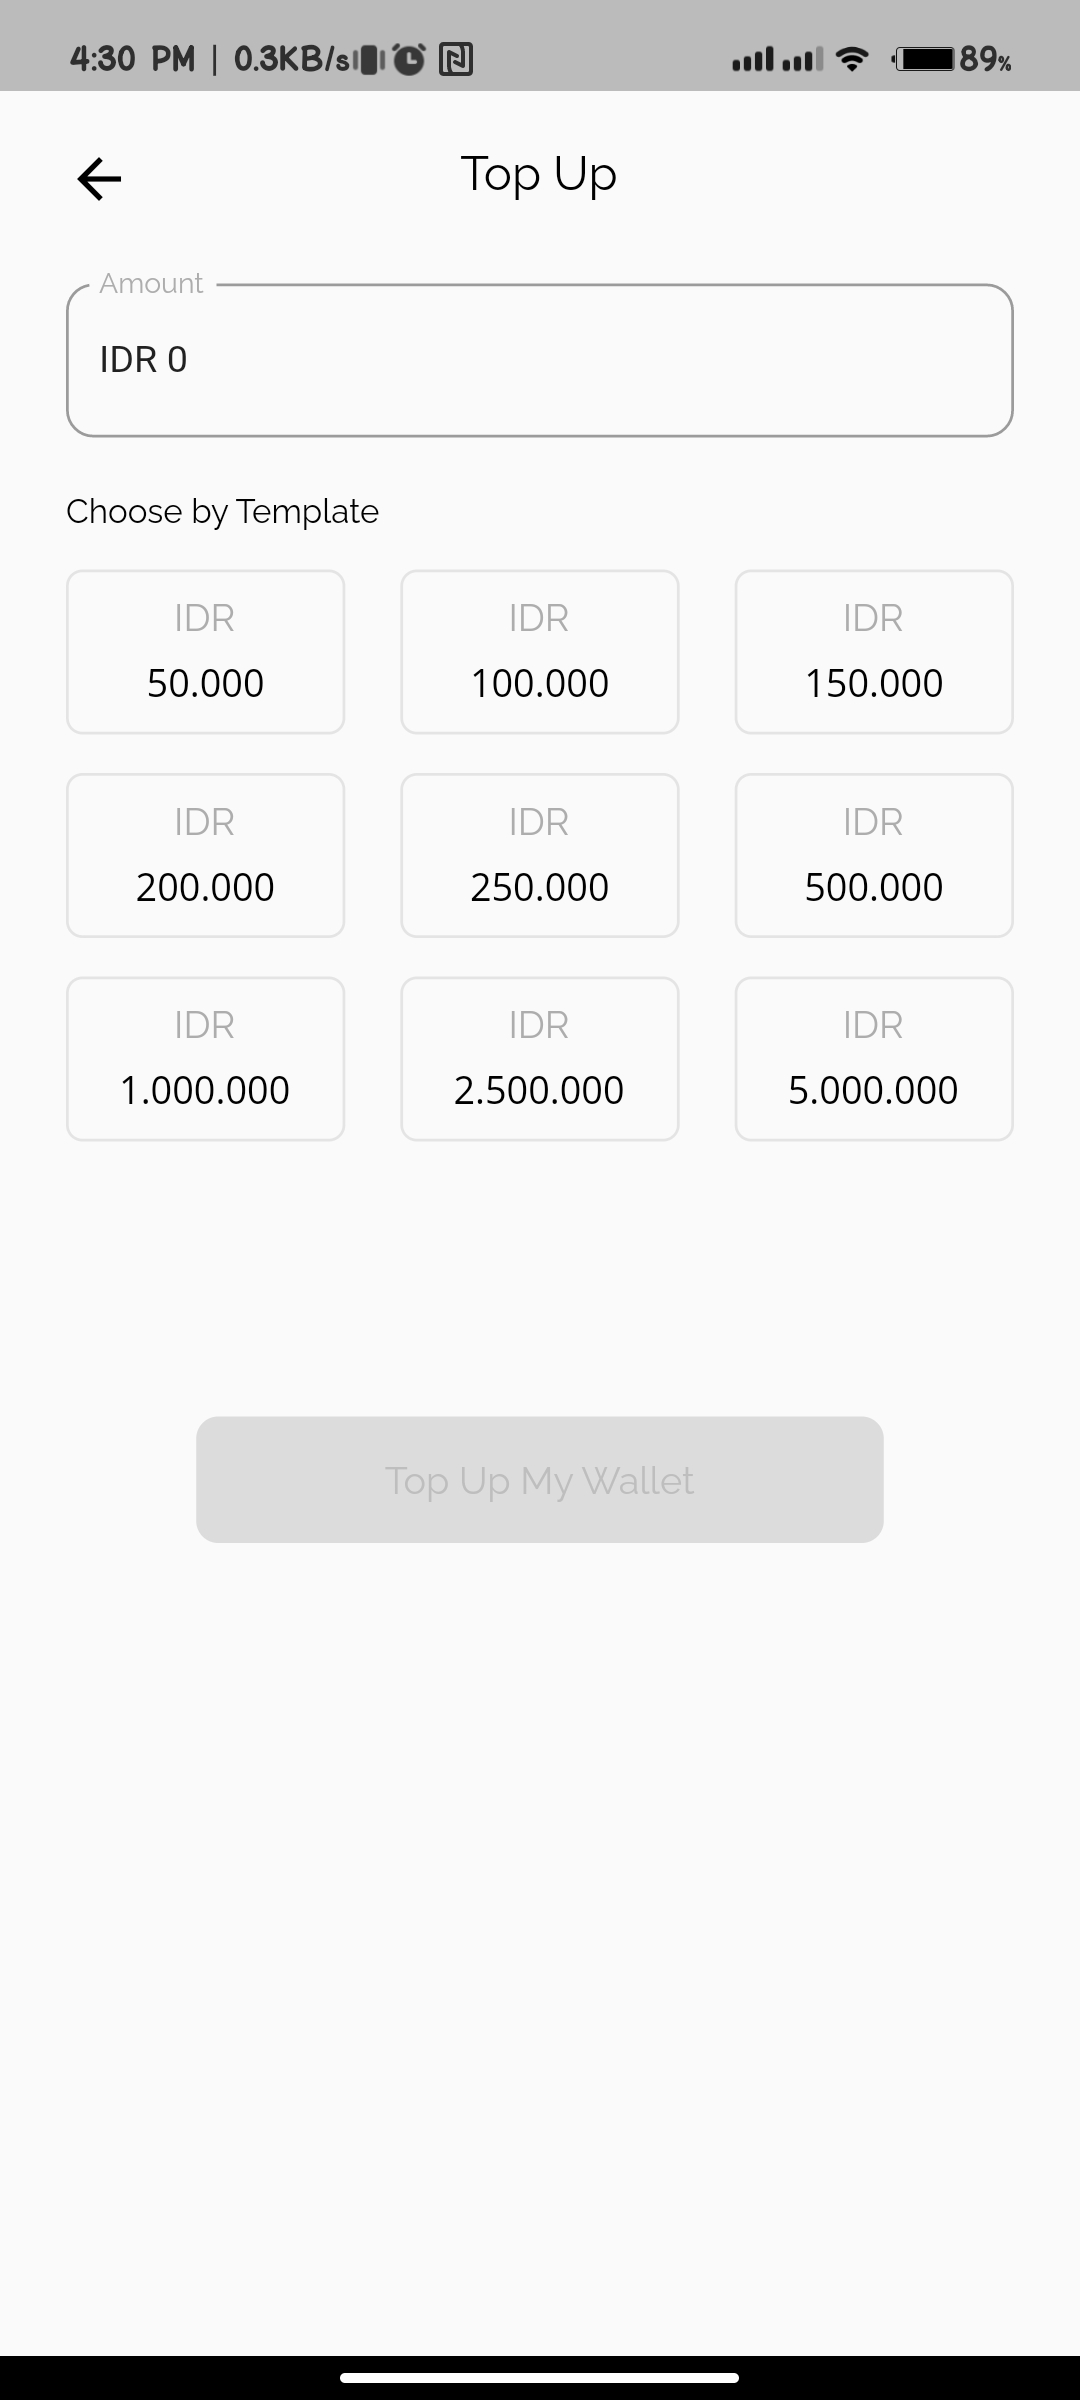 4:30 PM | 0.3KB/s 89%
Top Up
Amount
IDR 0
Choose by Template
IDR IDR IDR
50.000 100.000 150.000
IDR IDR IDR
200.000 250.000 500.000
IDR IDR IDR
1.000.000 2.500.000 5.000.000
Top Up My Wallet